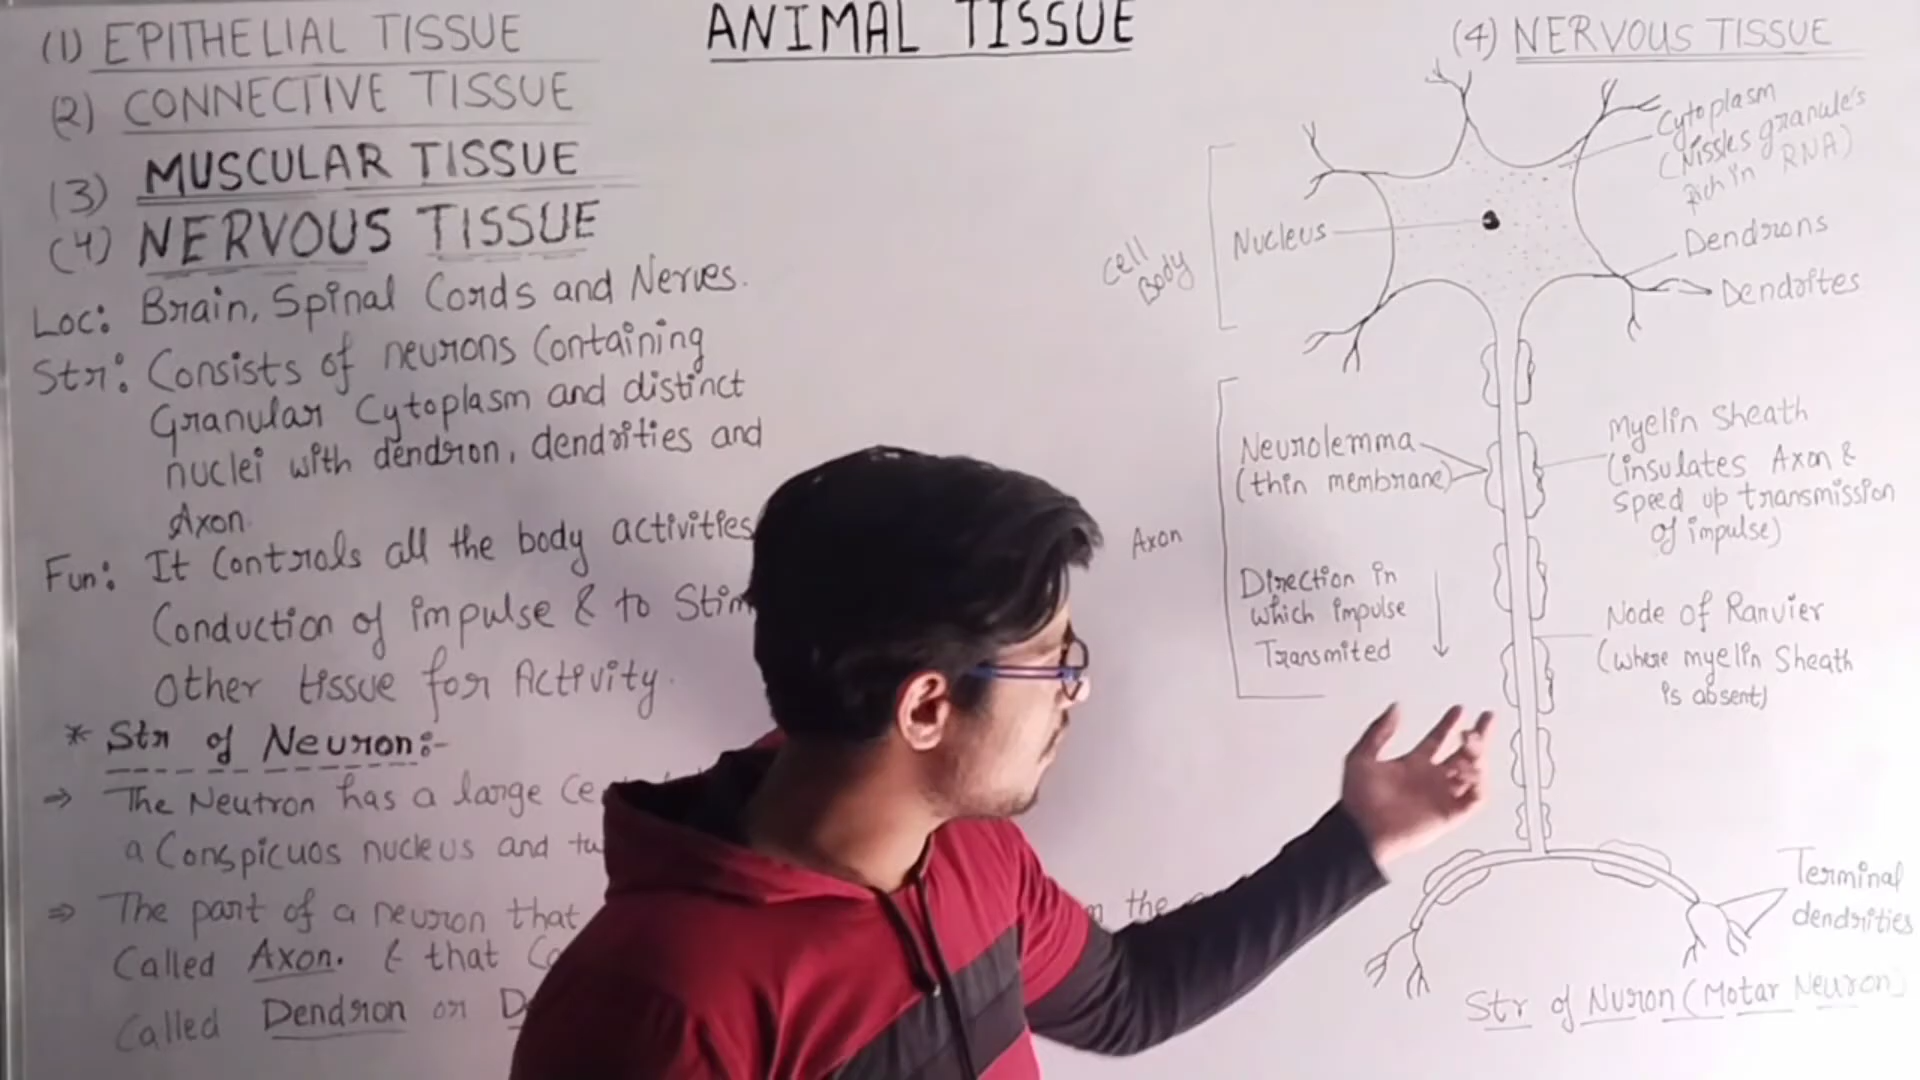 ANIMAL TISSUE
(1) EPITHELIAL TISSUE
(2) CONNECTIVE TISSUE
(3) MUSCULAR TISSUE
(4) NERVOUS TISSUE
Loc: Brain, Spinal Cords and Nerves.
Str: Consists of neurons Containing
Granular Cytoplasm and distinct
nuclei with dendron, dendrities and
Axon.
Fun: It Controls all the body activities
Conduction of impulse & to Stim
Other tissue for Activity.
* Str of Neuron:-
⇒ The Neutron has a large Ce
a Conspicuos nucleus and tw
⇒ The part of a neuron that the
Called Axon. & that Co
Called Dendron or D
(4) NERVOUS TISSUE
Cytoplasm
(Nissles granule's
Rich in RNA)
Cell
Body
Nucleus
Dendrons
Dendrites
Axon
Neurolemma
(thin membrane)
Myelin Sheath
(insulates Axon &
Speed up transmission
of impulse)
Direction in
which impulse
Transmited
Node of Ranvier
(where myelin Sheath
is absent)
Terminal
dendrities
Str of Nuron (Motar Neuron)